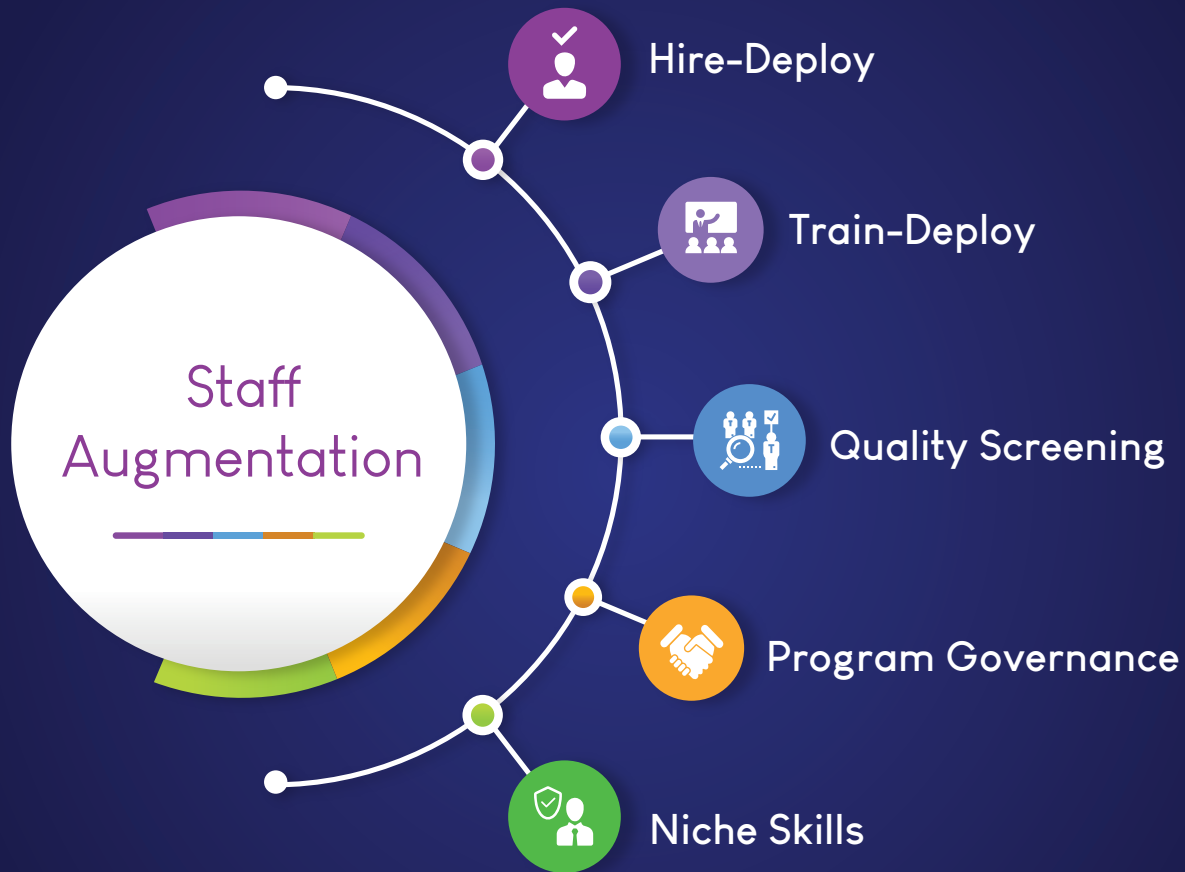 Staff
Augmentation
Hire-Deploy
Train-Deploy
Quality Screening
Program Governance
Niche Skills